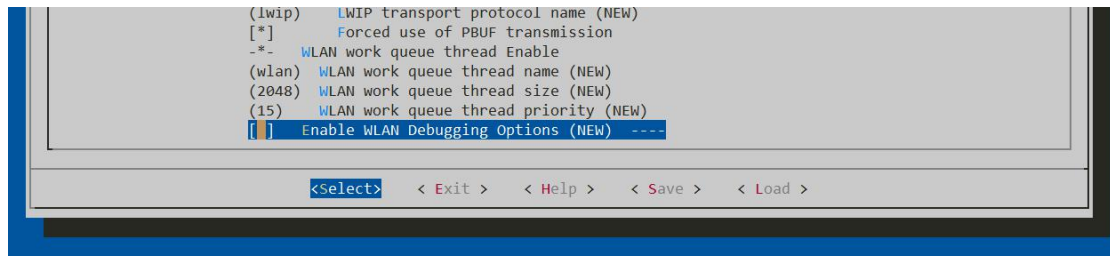 (lwip) LWIP transport protocol name (NEW)
[*] Forced use of PBUF transmission
-*- WLAN work queue thread Enable
(wlan) WLAN work queue thread name (NEW)
(2048) WLAN work queue thread size (NEW)
(15) WLAN work queue thread priority (NEW)
[ ] Enable WLAN Debugging Options (NEW) ----
<Select> < Exit > < Help > < Save > < Load >